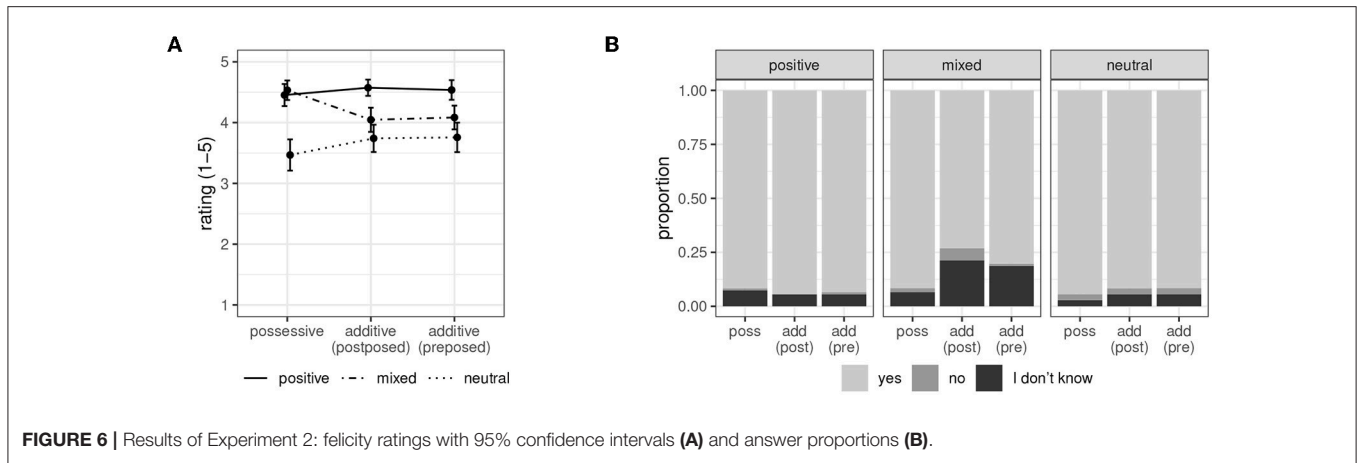 A
rating (1−5)
5
4
3
2
1
possessive
additive
(postposed)
additive
(preposed)
positive
mixed
neutral
B
positive
mixed
neutral
proportion
1.00
0.75
0.50
0.25
0.00
poss
add
(post)
add
(pre)
poss
add
(post)
add
(pre)
poss
add
(post)
add
(pre)
yes
no
I don't know
FIGURE 6 | Results of Experiment 2: felicity ratings with 95% confidence intervals (A) and answer proportions (B).